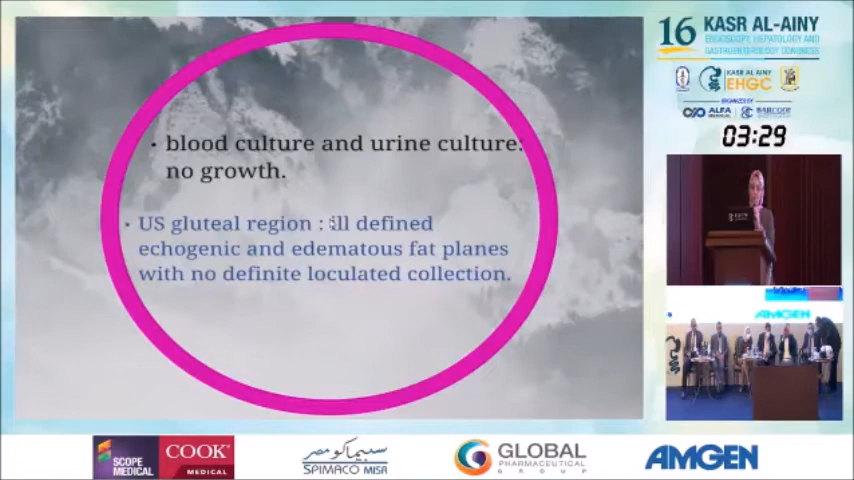 • blood culture and urine culture:
no growth.
• US gluteal region : ill defined
echogenic and edematous fat planes
with no definite loculated collection.
16 KASR AL-AINY
ENDOSCOPY, HEPATOLOGY AND
GASTROENTEROLOGY CONGRESS
KASR AL AINY
EHGC
ORGANIZED BY
ALFA
MEDICAL
BARCODE
03:29
AMGEN
SCOPE
MEDICAL
COOK
MEDICAL
سبيماكو مصر
SPIMACO MISR
GLOBAL
PHARMACEUTICAL
GROUP
AMGEN